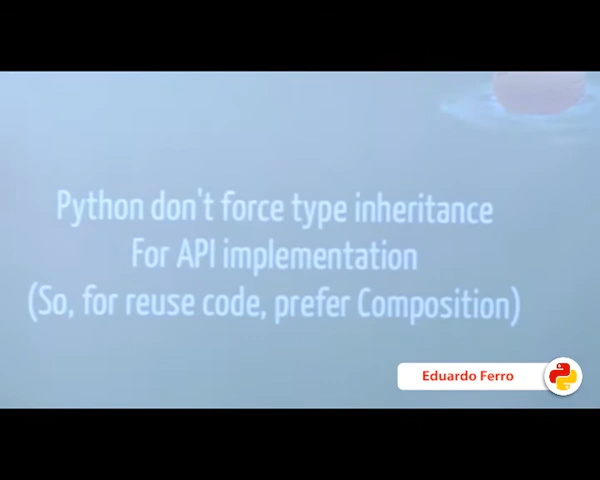 Python don't force type inheritance
For API implementation
(So, for reuse code, prefer Composition)
Eduardo Ferro